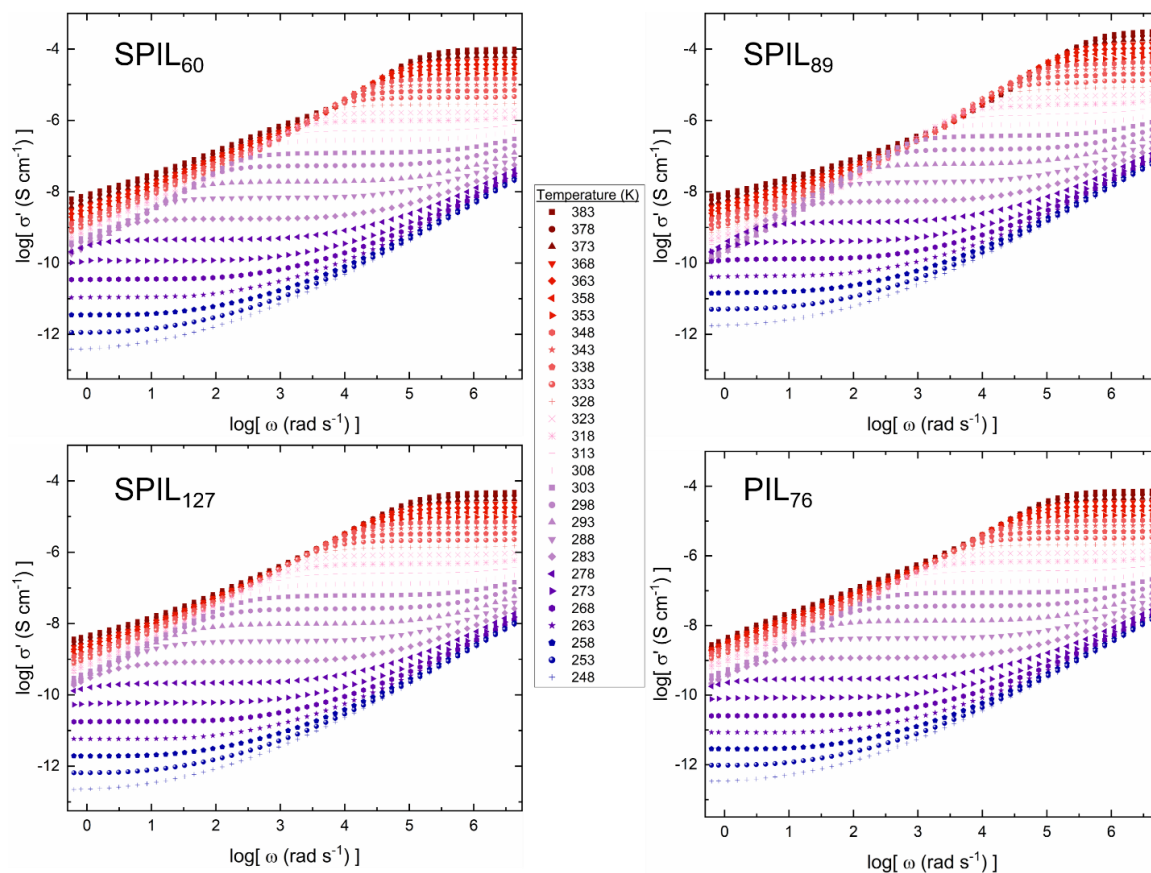 SPIL60
-4
-6
-8
-10
-12
log[ σ' (S cm-1) ]
0 1 2 3 4 5 6
log[ ω (rad s-1) ]
SPIL89
-4
-6
-8
-10
-12
log[ σ' (S cm-1) ]
0 1 2 3 4 5 6
log[ ω (rad s-1) ]
Temperature (K)
383
378
373
368
363
358
353
348
343
338
333
328
323
318
313
308
303
298
293
288
283
278
273
268
263
258
253
248
SPIL127
-4
-6
-8
-10
-12
log[ σ' (S cm-1) ]
0 1 2 3 4 5 6
log[ ω (rad s-1) ]
PIL76
-4
-6
-8
-10
-12
log[ σ' (S cm-1) ]
0 1 2 3 4 5 6
log[ ω (rad s-1) ]